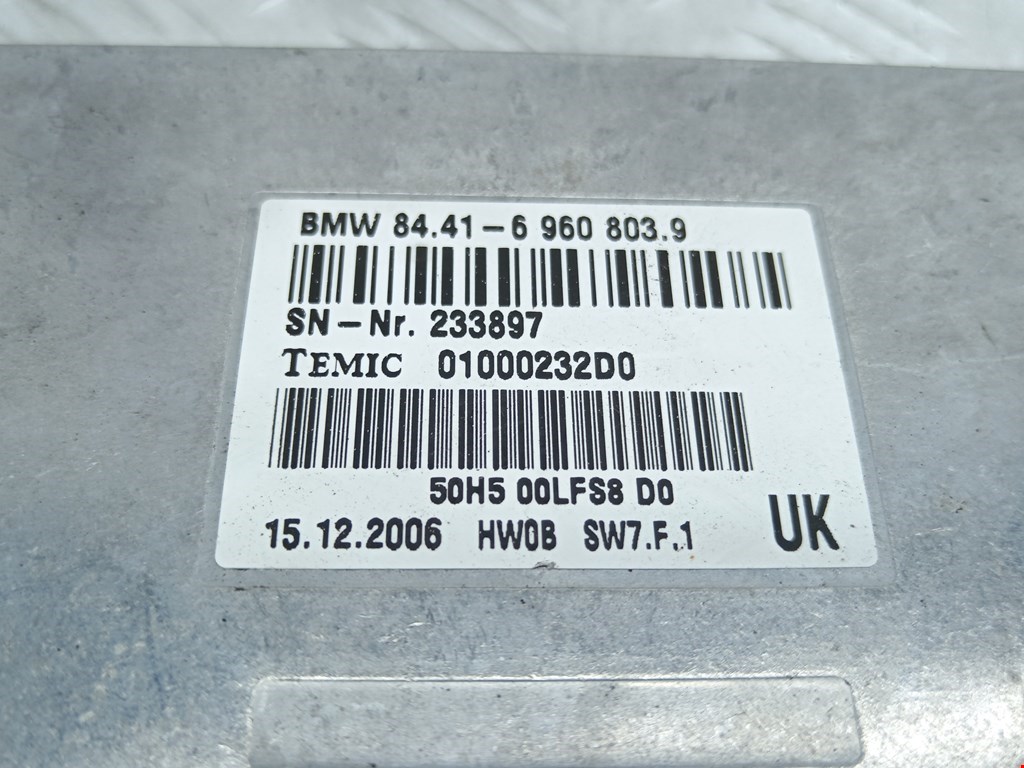 BMW 84.41-6 960 803.9
SN-Nr. 233897
TEMIC 01000232D0
50H5 00LFS8 D0
15.12.2006 HW0B SW7.F.1 UK